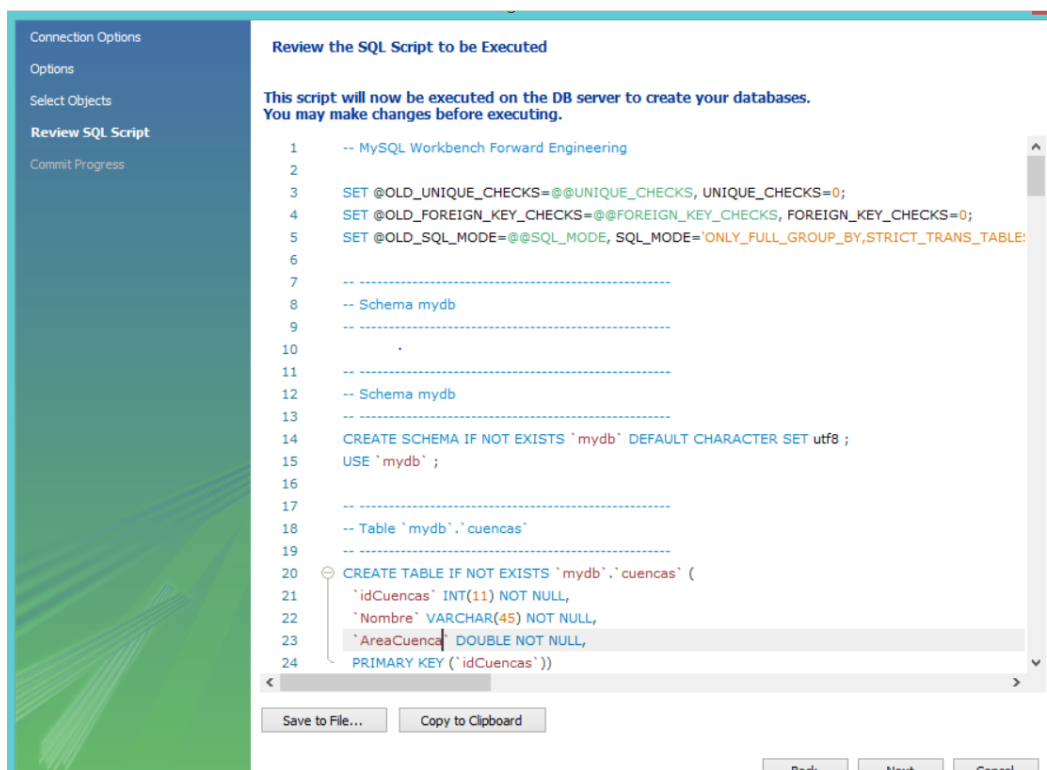 Connection Options
Options
Select Objects
Review SQL Script
Commit Progress
Review the SQL Script to be Executed
This script will now be executed on the DB server to create your databases.
You may make changes before executing.
1 -- MySQL Workbench Forward Engineering
2
3 SET @OLD_UNIQUE_CHECKS=@@UNIQUE_CHECKS, UNIQUE_CHECKS=0;
4 SET @OLD_FOREIGN_KEY_CHECKS=@@FOREIGN_KEY_CHECKS, FOREIGN_KEY_CHECKS=0;
5 SET @OLD_SQL_MODE=@@SQL_MODE, SQL_MODE='ONLY_FULL_GROUP_BY,STRICT_TRANS_TABLES
6
7 -- -----------------------------------------------------
8 -- Schema mydb
9 -- -----------------------------------------------------
10
11 -- -----------------------------------------------------
12 -- Schema mydb
13 -- -----------------------------------------------------
14 CREATE SCHEMA IF NOT EXISTS `mydb` DEFAULT CHARACTER SET utf8 ;
15 USE `mydb` ;
16
17 -- -----------------------------------------------------
18 -- Table `mydb`.`cuencas`
19 -- -----------------------------------------------------
20 CREATE TABLE IF NOT EXISTS `mydb`.`cuencas` (
21 `idCuencas` INT(11) NOT NULL,
22 `Nombre` VARCHAR(45) NOT NULL,
23 `AreaCuenca` DOUBLE NOT NULL,
24 PRIMARY KEY (`idCuencas`))
Save to File... Copy to Clipboard
Back Next Cancel